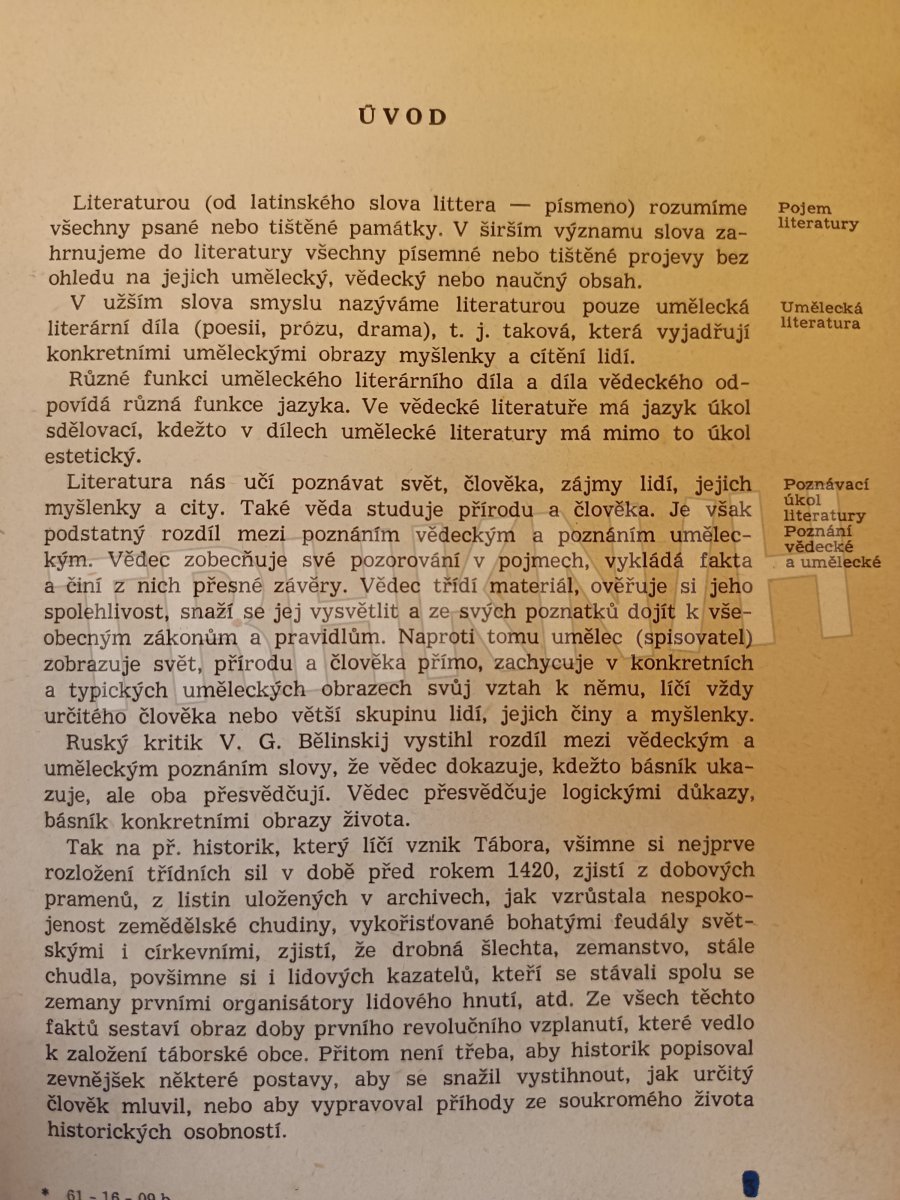 ÚVOD
Literaturou (od latinského slova littera — písmeno) rozumíme
všechny psané nebo tištěné památky. V širším významu slova za-
hrnujeme do literatury všechny písemné nebo tištěné projevy bez
ohledu na jejich umělecký, vědecký nebo naučný obsah.
Pojem
literatury
V užším slova smyslu nazýváme literaturou pouze umělecká
literární díla (poesii, prózu, drama), t. j. taková, která vyjadřují
konkretními uměleckými obrazy myšlenky a cítění lidí.
Umělecká
literatura
Různé funkci uměleckého literárního díla a díla vědeckého od-
povídá různá funkce jazyka. Ve vědecké literatuře má jazyk úkol
sdělovací, kdežto v dílech umělecké literatury má mimo to úkol
estetický.
Literatura nás učí poznávat svět, člověka, zájmy lidí, jejich
myšlenky a city. Také věda studuje přírodu a člověka. Je však
podstatný rozdíl mezi poznáním vědeckým a poznáním umělec-
kým. Vědec zobecňuje své pozorování v pojmech, vykládá fakta
a činí z nich přesné závěry. Vědec třídí materiál, ověřuje si jeho
spolehlivost, snaží se jej vysvětlit a ze svých poznatků dojít k vše-
obecným zákonům a pravidlům. Naproti tomu umělec (spisovatel)
zobrazuje svět, přírodu a člověka přímo, zachycuje v konkretních
a typických uměleckých obrazech svůj vztah k němu, líčí vždy
určitého člověka nebo větší skupinu lidí, jejich činy a myšlenky.
Poznávací
úkol
literatury
Poznání
vědecké
a umělecké
Ruský kritik V. G. Bělinskij vystihl rozdíl mezi vědeckým a
uměleckým poznáním slovy, že vědec dokazuje, kdežto básník uka-
zuje, ale oba přesvědčují. Vědec přesvědčuje logickými důkazy,
básník konkretními obrazy života.
Tak na př. historik, který líčí vznik Tábora, všimne si nejprve
rozložení třídních sil v době před rokem 1420, zjistí z dobových
pramenů, z listin uložených v archivech, jak vzrůstala nespoko-
jenost zemědělské chudiny, vykořisťované bohatými feudály svět-
skými i církevními, zjistí, že drobná šlechta, zemanstvo, stále
chudla, povšimne si i lidových kazatelů, kteří se stávali spolu se
zemany prvními organisátory lidového hnutí, atd. Ze všech těchto
faktů sestaví obraz doby prvního revolučního vzplanutí, které vedlo
k založení táborské obce. Přitom není třeba, aby historik popisoval
zevnějšek některé postavy, aby se snažil vystihnout, jak určitý
člověk mluvil, nebo aby vypravoval příhody ze soukromého života
historických osobností.
* 61 - 16 - 09 b